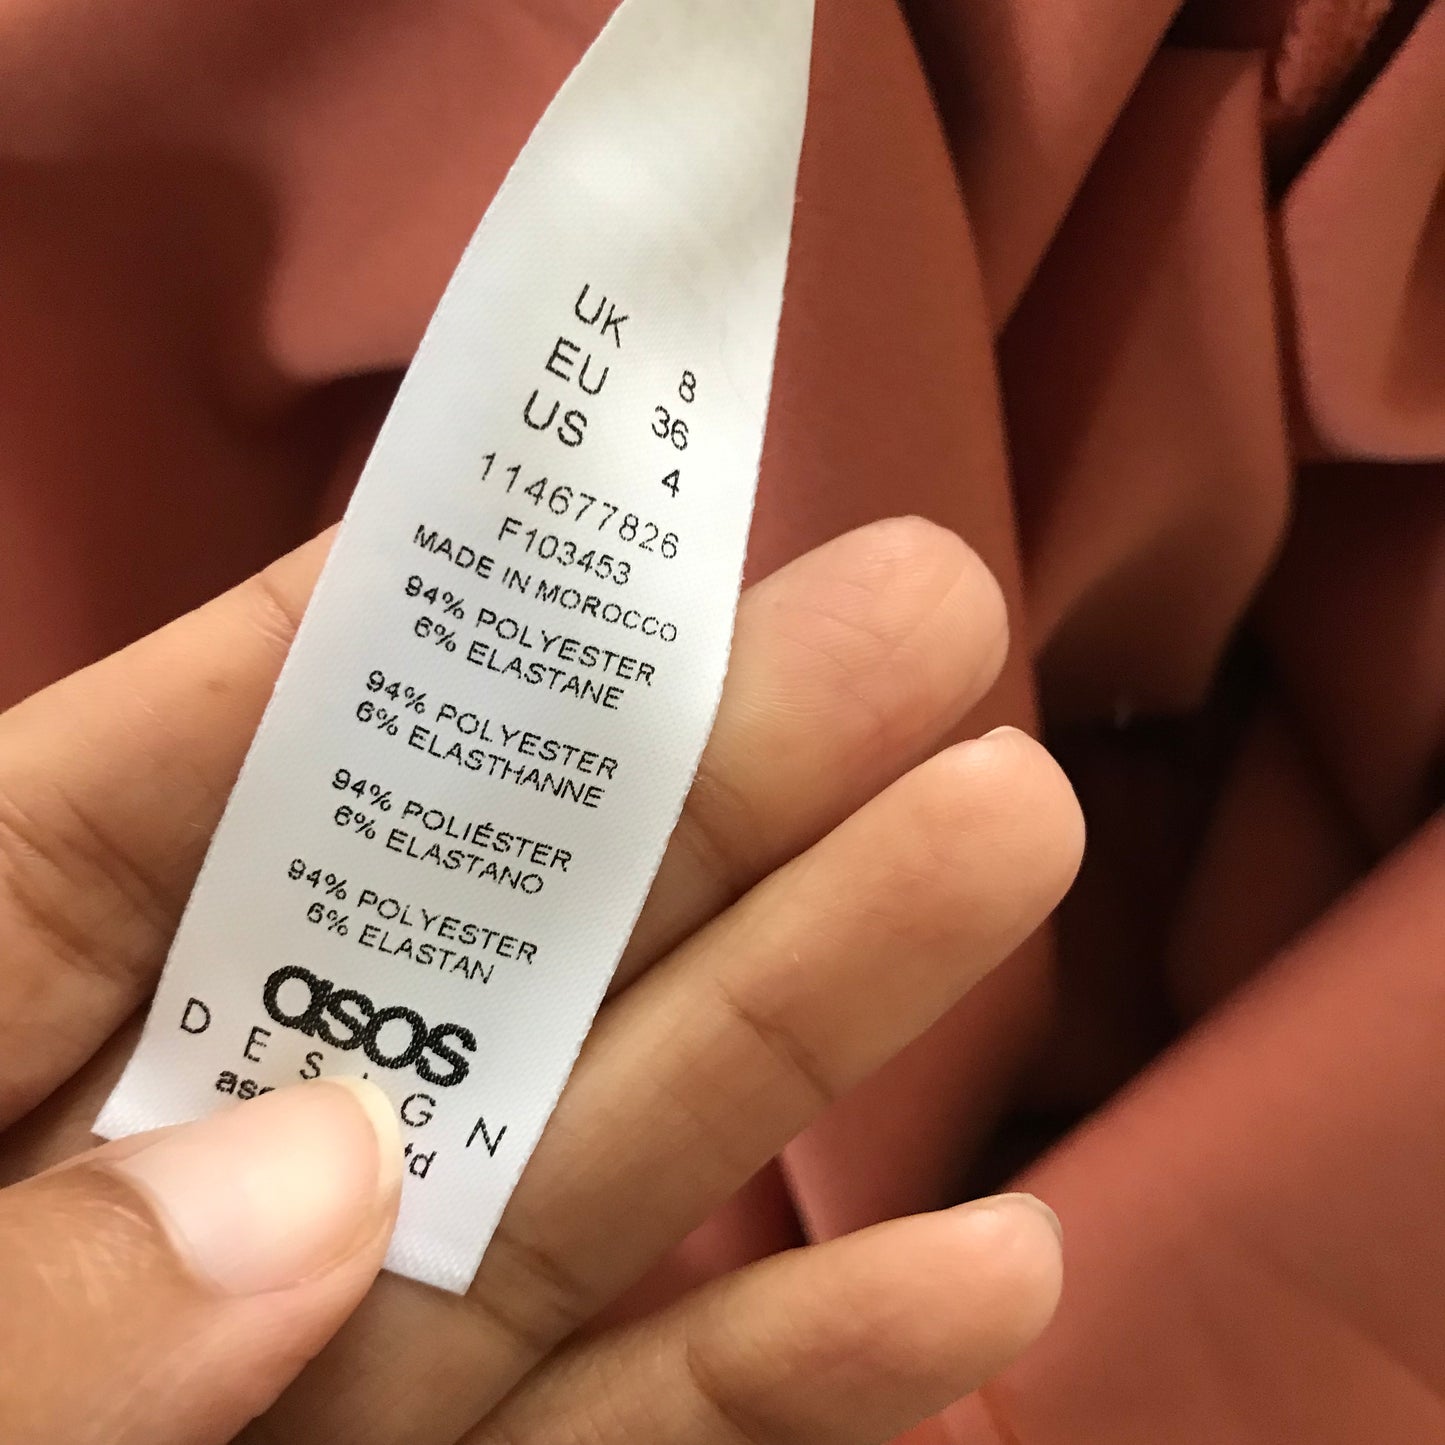 UK 8
EU 36
US 4
114677826
F103453
MADE IN MOROCCO
94% POLYESTER
6% ELASTANE
94% POLYESTER
6% ELASTHANNE
94% POLIÉSTER
6% ELASTANO
94% POLYESTER
6% ELASTAN
asos
DESIGN